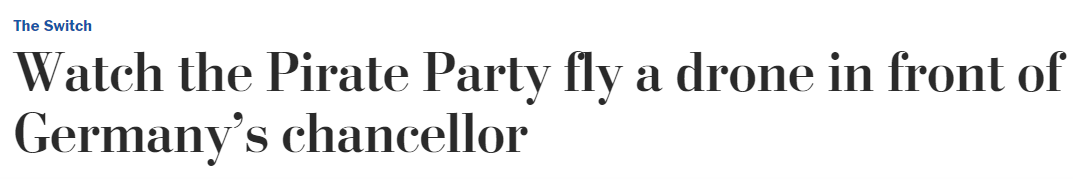 The Switch
Watch the Pirate Party fly a drone in front of
Germany’s chancellor